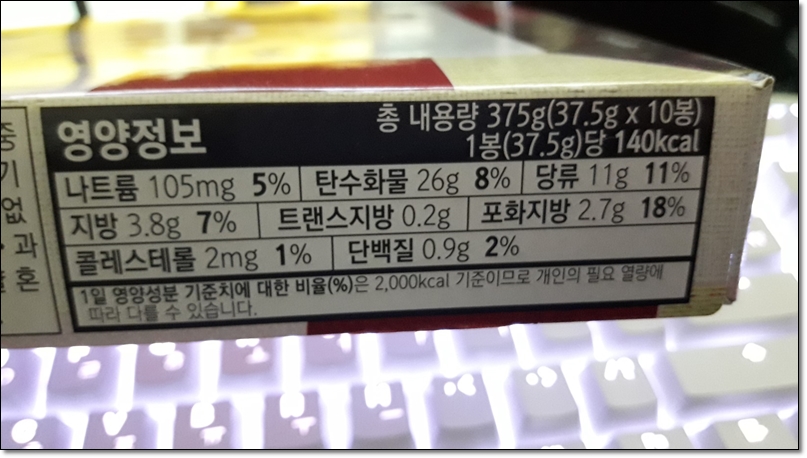 영양정보
총 내용량 375g(37.5g x 10봉)
1봉(37.5g)당 140kcal
나트륨 105mg 5% 탄수화물 26g 8% 당류 11g 11%
지방 3.8g 7% 트랜스지방 0.2g 포화지방 2.7g 18%
콜레스테롤 2mg 1% 단백질 0.9g 2%
1일 영양성분 기준치에 대한 비율(%)은 2,000kcal 기준이므로 개인의 필요 열량에
따라 다를 수 있습니다.
중
기
없
과
혼